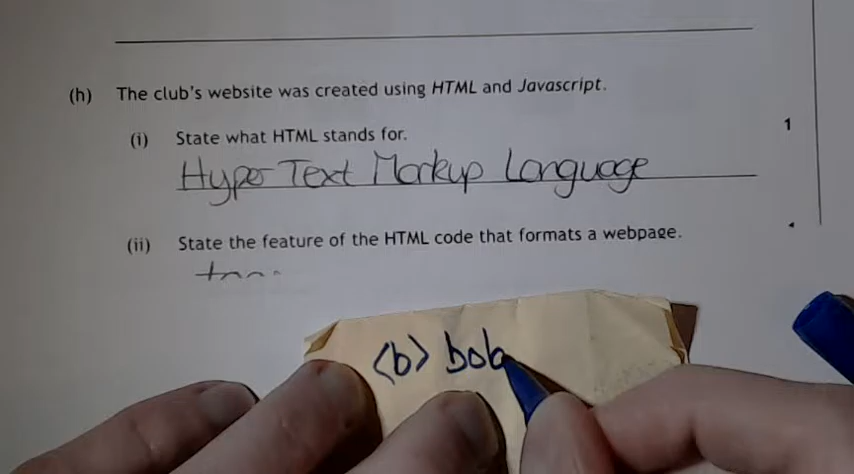 (h) The club's website was created using HTML and Javascript.
(i) State what HTML stands for.
1
Hyper Text Markup Language
(ii) State the feature of the HTML code that formats a webpage.
<b> bob